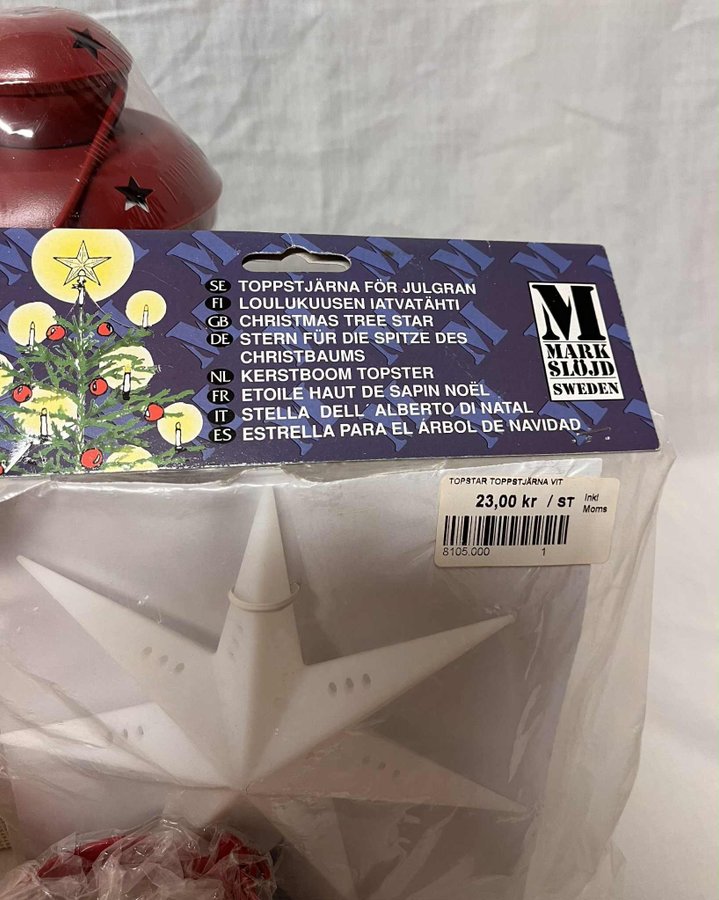 SE TOPPSTJÄRNA FÖR JULGRAN
FI LOULUKUUSEN IATVATÄHTI
GB CHRISTMAS TREE STAR
DE STERN FÜR DIE SPITZE DES
CHRISTBAUMS
NL KERSTBOOM TOPSTER
FR ETOILE HAUT DE SAPIN NOËL
IT STELLA DELL´ALBERTO DI NATAL
ES ESTRELLA PARA EL ÁRBOL DE NAVIDAD
M
MARK
SLÖJD
SWEDEN
TOPSTAR TOPPSTJÄRNA VIT
23,00 kr / ST Inkl
Moms
8105.000 1